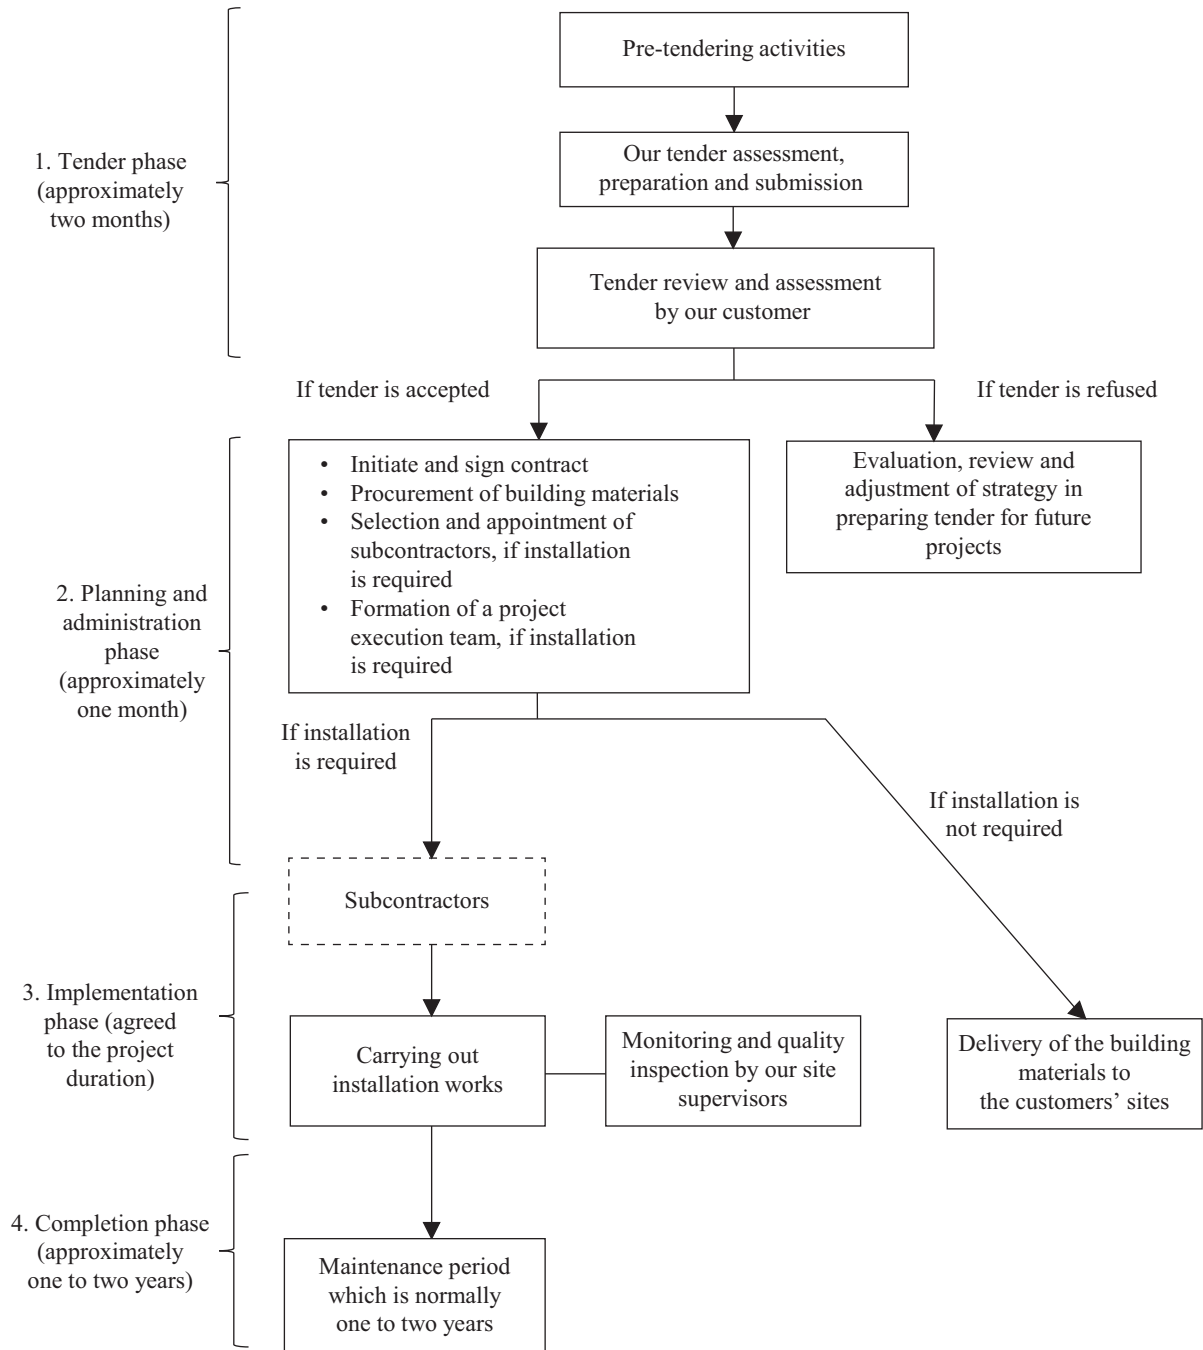 Pre-tendering activities
1. Tender phase
(approximately
two months)
Our tender assessment,
preparation and submission
Tender review and assessment
by our customer
If tender is accepted
If tender is refused
2. Planning and
administration
phase
(approximately
one month)
• Initiate and sign contract
• Procurement of building materials
• Selection and appointment of
subcontractors, if installation
is required
• Formation of a project
execution team, if installation
is required
Evaluation, review and
adjustment of strategy in
preparing tender for future
projects
If installation
is required
If installation is
not required
3. Implementation
phase (agreed
to the project
duration)
Subcontractors
Carrying out
installation works
Monitoring and quality
inspection by our site
supervisors
Delivery of the building
materials to
the customers’ sites
4. Completion phase
(approximately
one to two years)
Maintenance period
which is normally
one to two years